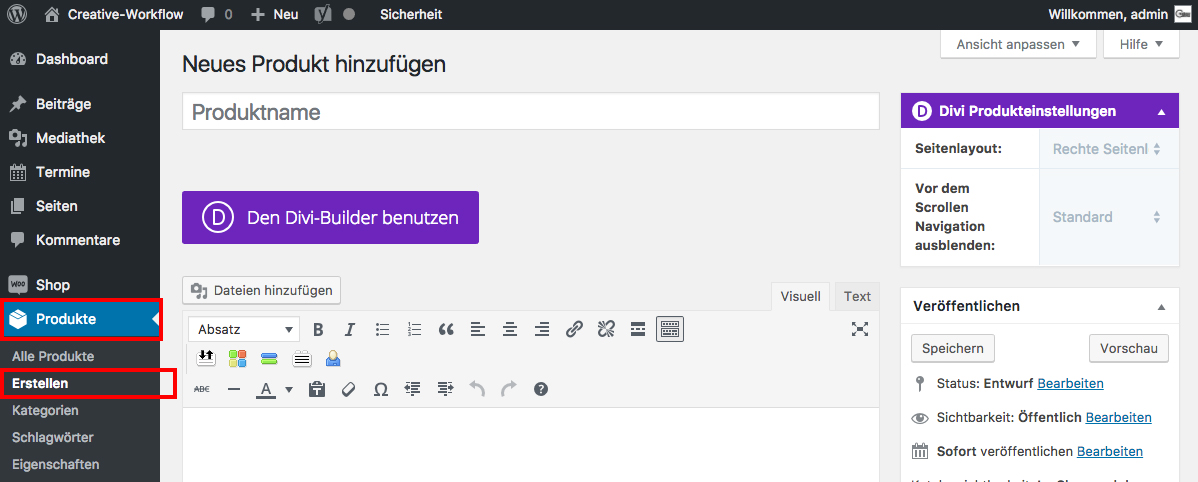 Creative-Workflow 0 Neu Sicherheit Willkommen, admin
Ansicht anpassen Hilfe
Dashboard
Beiträge
Mediathek
Termine
Seiten
Kommentare
WOO Shop
Produkte
Alle Produkte
Erstellen
Kategorien
Schlagwörter
Eigenschaften
Neues Produkt hinzufügen
Produktname
D Den Divi-Builder benutzen
Dateien hinzufügen
Visuell Text
Absatz B I
ABC A
D Divi Produkteinstellungen
Seitenlayout: Rechte Seitenl
Vor dem
Scrollen
Navigation
ausblenden:
Standard
Veröffentlichen
Speichern Vorschau
Status: Entwurf Bearbeiten
Sichtbarkeit: Öffentlich Bearbeiten
Sofort veröffentlichen Bearbeiten